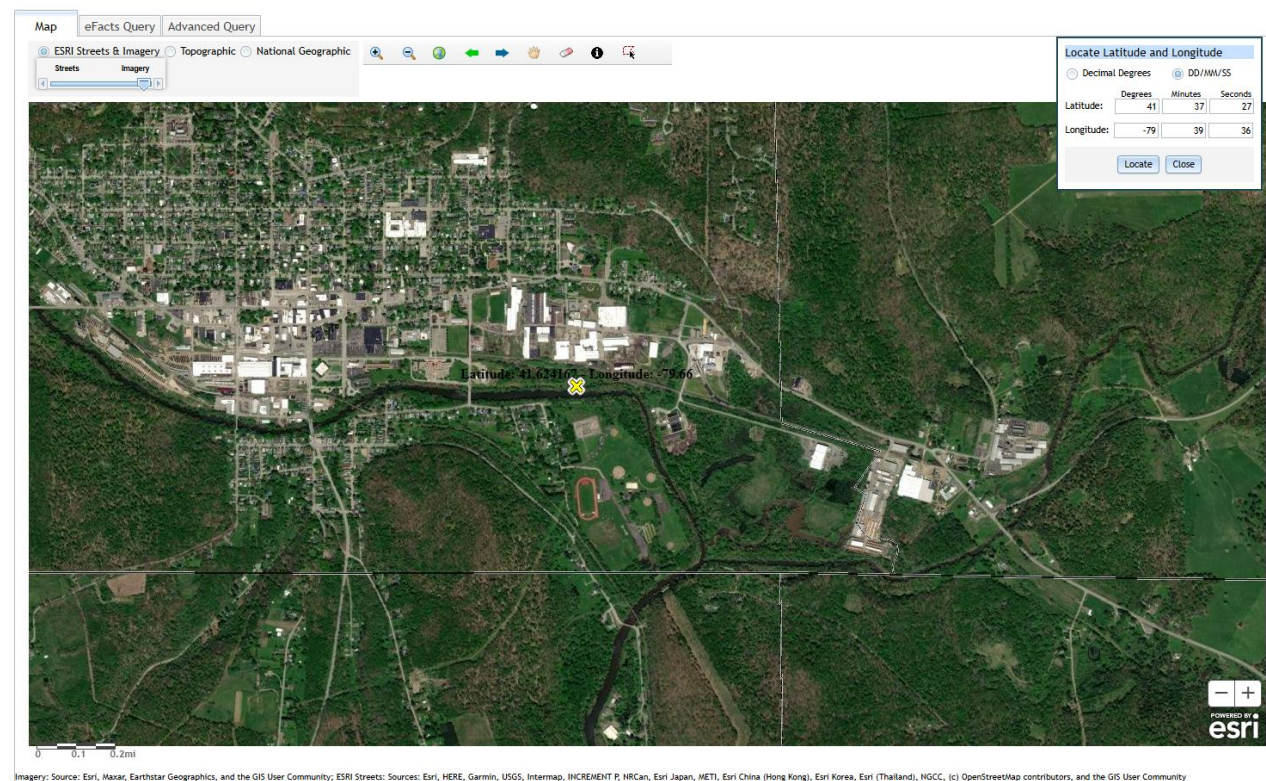 Map eFacts Query Advanced Query
ESRI Streets & Imagery Topographic National Geographic
Streets Imagery
Locate Latitude and Longitude
Decimal Degrees DD/MM/SS
Degrees Minutes Seconds
Latitude: 41 37 27
Longitude: -79 39 36
Locate Close
Latitude: 41.624167 - Longitude: -79.66
POWERED BY
esri
0 0.1 0.2mi
Imagery: Source: Esri, Maxar, Earthstar Geographics, and the GIS User Community; ESRI Streets: Sources: Esri, HERE, Garmin, USGS, Intermap, INCREMENT P, NRCan, Esri Japan, METI, Esri China (Hong Kong), Esri Korea, Esri (Thailand), NGCC, (c) OpenStreetMap contributors, and the GIS User Community